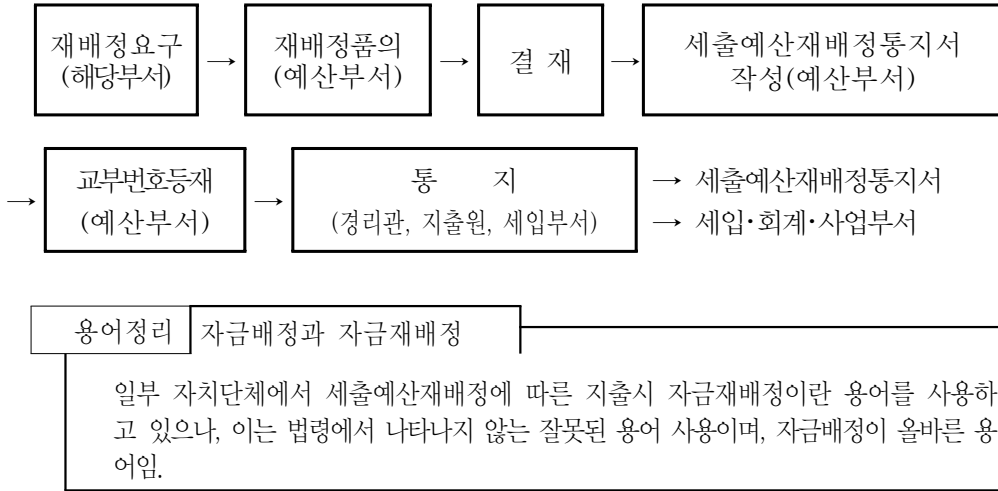 재배정요구 → 재배정품의 → 결 재 → 세출예산재배정통지서
(해당부서) (예산부서) 작성(예산부서)
→ 교부번호등재 → 통 지 → 세출예산재배정통지서
(예산부서) (경리관, 지출원, 세입부서) → 세입·회계·사업부서
용어정리 자금배정과 자금재배정
일부 자치단체에서 세출예산재배정에 따른 지출시 자금재배정이란 용어를 사용하
고 있으나, 이는 법령에서 나타나지 않는 잘못된 용어 사용이며, 자금배정이 올바른 용
어임.